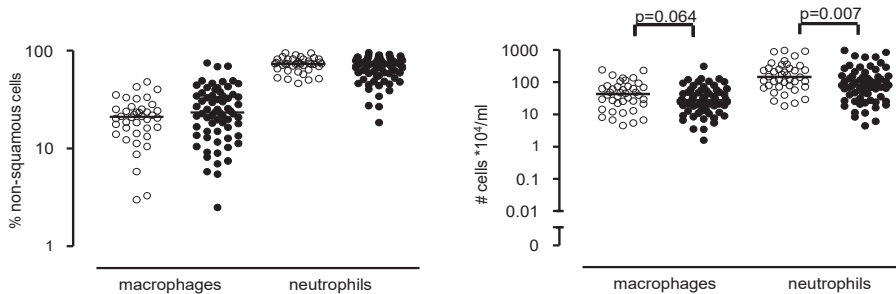 % non-squamous cells
100
10
1
macrophages neutrophils
p=0.064 p=0.007
# cells *10⁴/ml
1000
100
10
1
0.1
0.01
0
macrophages neutrophils